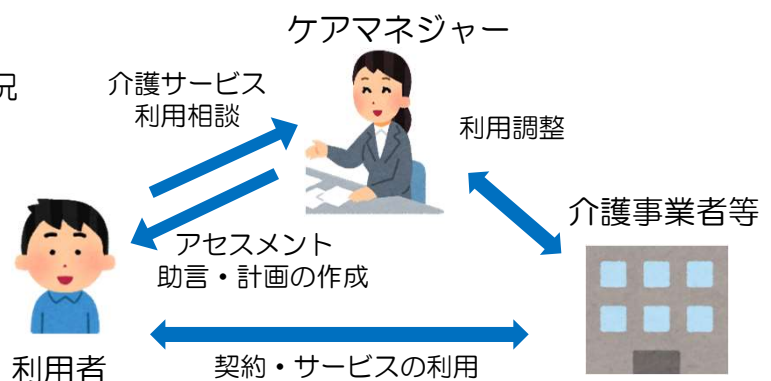 ケアマネジャー
況
介護サービス
利用相談
利用調整
介護事業者等
アセスメント
助言・計画の作成
利用者
契約・サービスの利用